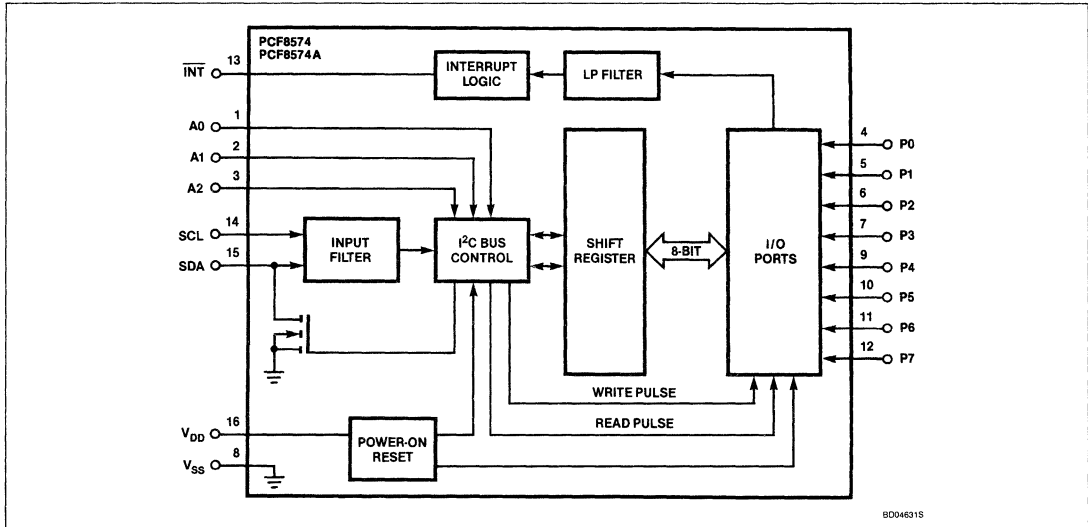 PCF8574
PCF8574A
INT
13
INTERRUPT
LOGIC
LP FILTER
A0
1
A1
2
A2
3
SCL
14
SDA
15
INPUT
FILTER
I²C BUS
CONTROL
SHIFT
REGISTER
8-BIT
I/O
PORTS
4
P0
5
P1
6
P2
7
P3
9
P4
10
P5
11
P6
12
P7
WRITE PULSE
READ PULSE
VDD
16
VSS
8
POWER-ON
RESET
BD04631S